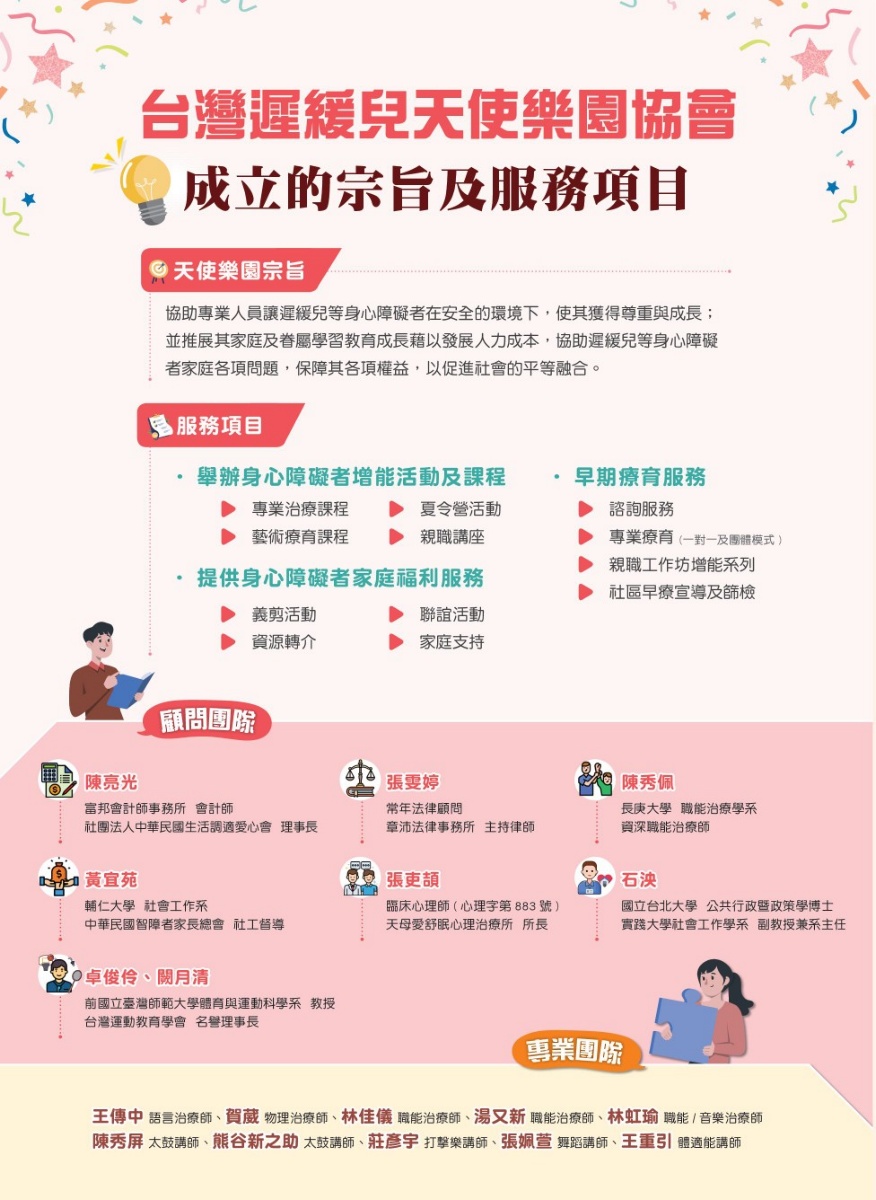 台灣遲緩兒天使樂園協會
成立的宗旨及服務項目
天使樂園宗旨
協助專業人員讓遲緩兒等身心障礙者在安全的環境下，使其獲得尊重與成長；
並推展其家庭及眷屬學習教育成長藉以發展人力成本，協助遲緩兒等身心障礙
者家庭各項問題，保障其各項權益，以促進社會的平等融合。
服務項目
・舉辦身心障礙者增能活動及課程
專業治療課程 夏令營活動
藝術療育課程 親職講座
・提供身心障礙者家庭福利服務
義剪活動 聯誼活動
資源轉介 家庭支持
・早期療育服務
諮詢服務
專業療育（一對一及團體模式）
親職工作坊增能系列
社區早療宣導及篩檢
顧問團隊
陳亮光
富邦會計師事務所 會計師
社團法人中華民國生活調適愛心會 理事長
張雯婷
常年法律顧問
章沛法律事務所 主持律師
陳秀佩
長庚大學 職能治療學系
資深職能治療師
黃宜苑
輔仁大學 社會工作系
中華民國智障者家長總會 社工督導
張吏頡
臨床心理師（心理字第 883 號）
天母愛舒眠心理治療所 所長
石泱
國立台北大學 公共行政暨政策學博士
實踐大學社會工作學系 副教授兼系主任
卓俊伶、闕月清
前國立臺灣師範大學體育與運動科學系 教授
台灣運動教育學會 名譽理事長
專業團隊
王傳中 語言治療師、賀葳 物理治療師、林佳儀 職能治療師、湯又新 職能治療師、林虹瑜 職能 / 音樂治療師
陳秀屏 太鼓講師、熊谷新之助 太鼓講師、莊彥宇 打擊樂講師、張姵萱 舞蹈講師、王重引 體適能講師